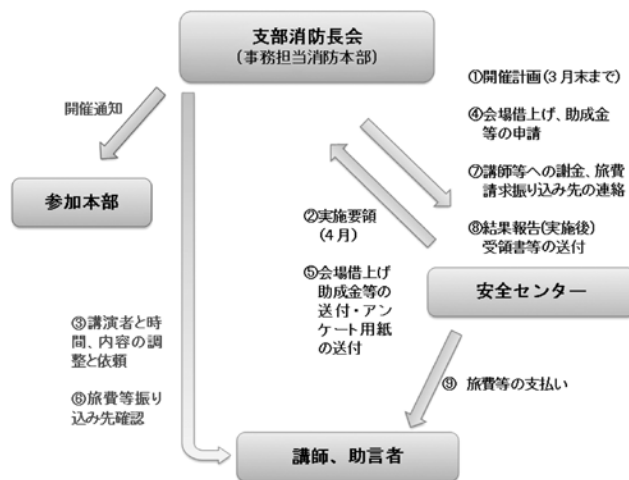 支部消防長会
（事務担当消防本部）
開催通知
参加本部
①開催計画（３月末まで）
④会場借上げ、助成金
等の申請
⑦講師等への謝金、旅費
請求振り込み先の連絡
⑧結果報告（実施後）
受領書等の送付
②実施要領
（４月）
⑤会場借上げ
助成金等の
送付・アン
ケート用紙
の送付
安全センター
③講演者と時
間、内容の調
整と依頼
⑥旅費等振り
込み先確認
⑨ 旅費等の支払い
講師、助言者